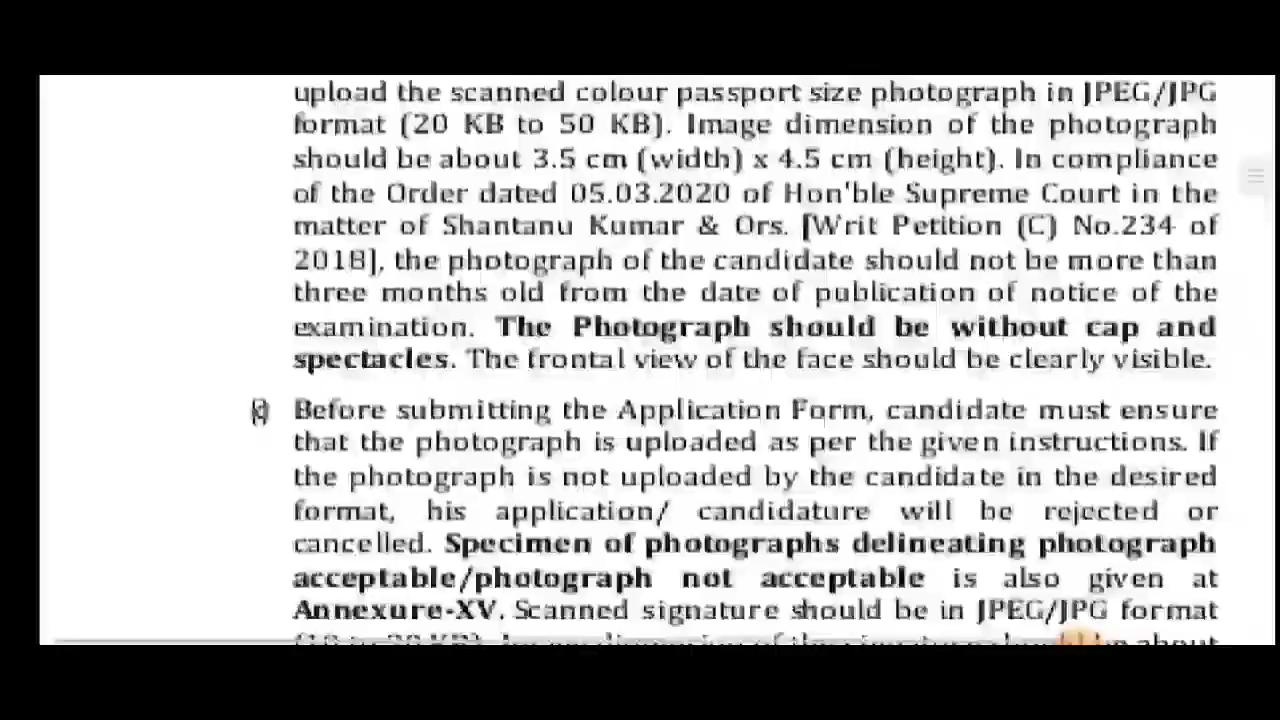 upload the scanned colour passport size photograph in JPEG/JPG
format (20 KB to 50 KB). Image dimension of the photograph
should be about 3.5 cm (width) x 4.5 cm (height). In compliance
of the Order dated 05.03.2020 of Hon'ble Supreme Court in the
matter of Shantanu Kumar & Ors. [Writ Petition (C) No.234 of
2018], the photograph of the candidate should not be more than
three months old from the date of publication of notice of the
examination. The Photograph should be without cap and
spectacles. The frontal view of the face should be clearly visible.
Before submitting the Application Form, candidate must ensure
that the photograph is uploaded as per the given instructions. If
the photograph is not uploaded by the candidate in the desired
format, his application/ candidature will be rejected or
cancelled. Specimen of photographs delineating photograph
acceptable/photograph not acceptable is also given at
Annexure-XV. Scanned signature should be in JPEG/JPG format